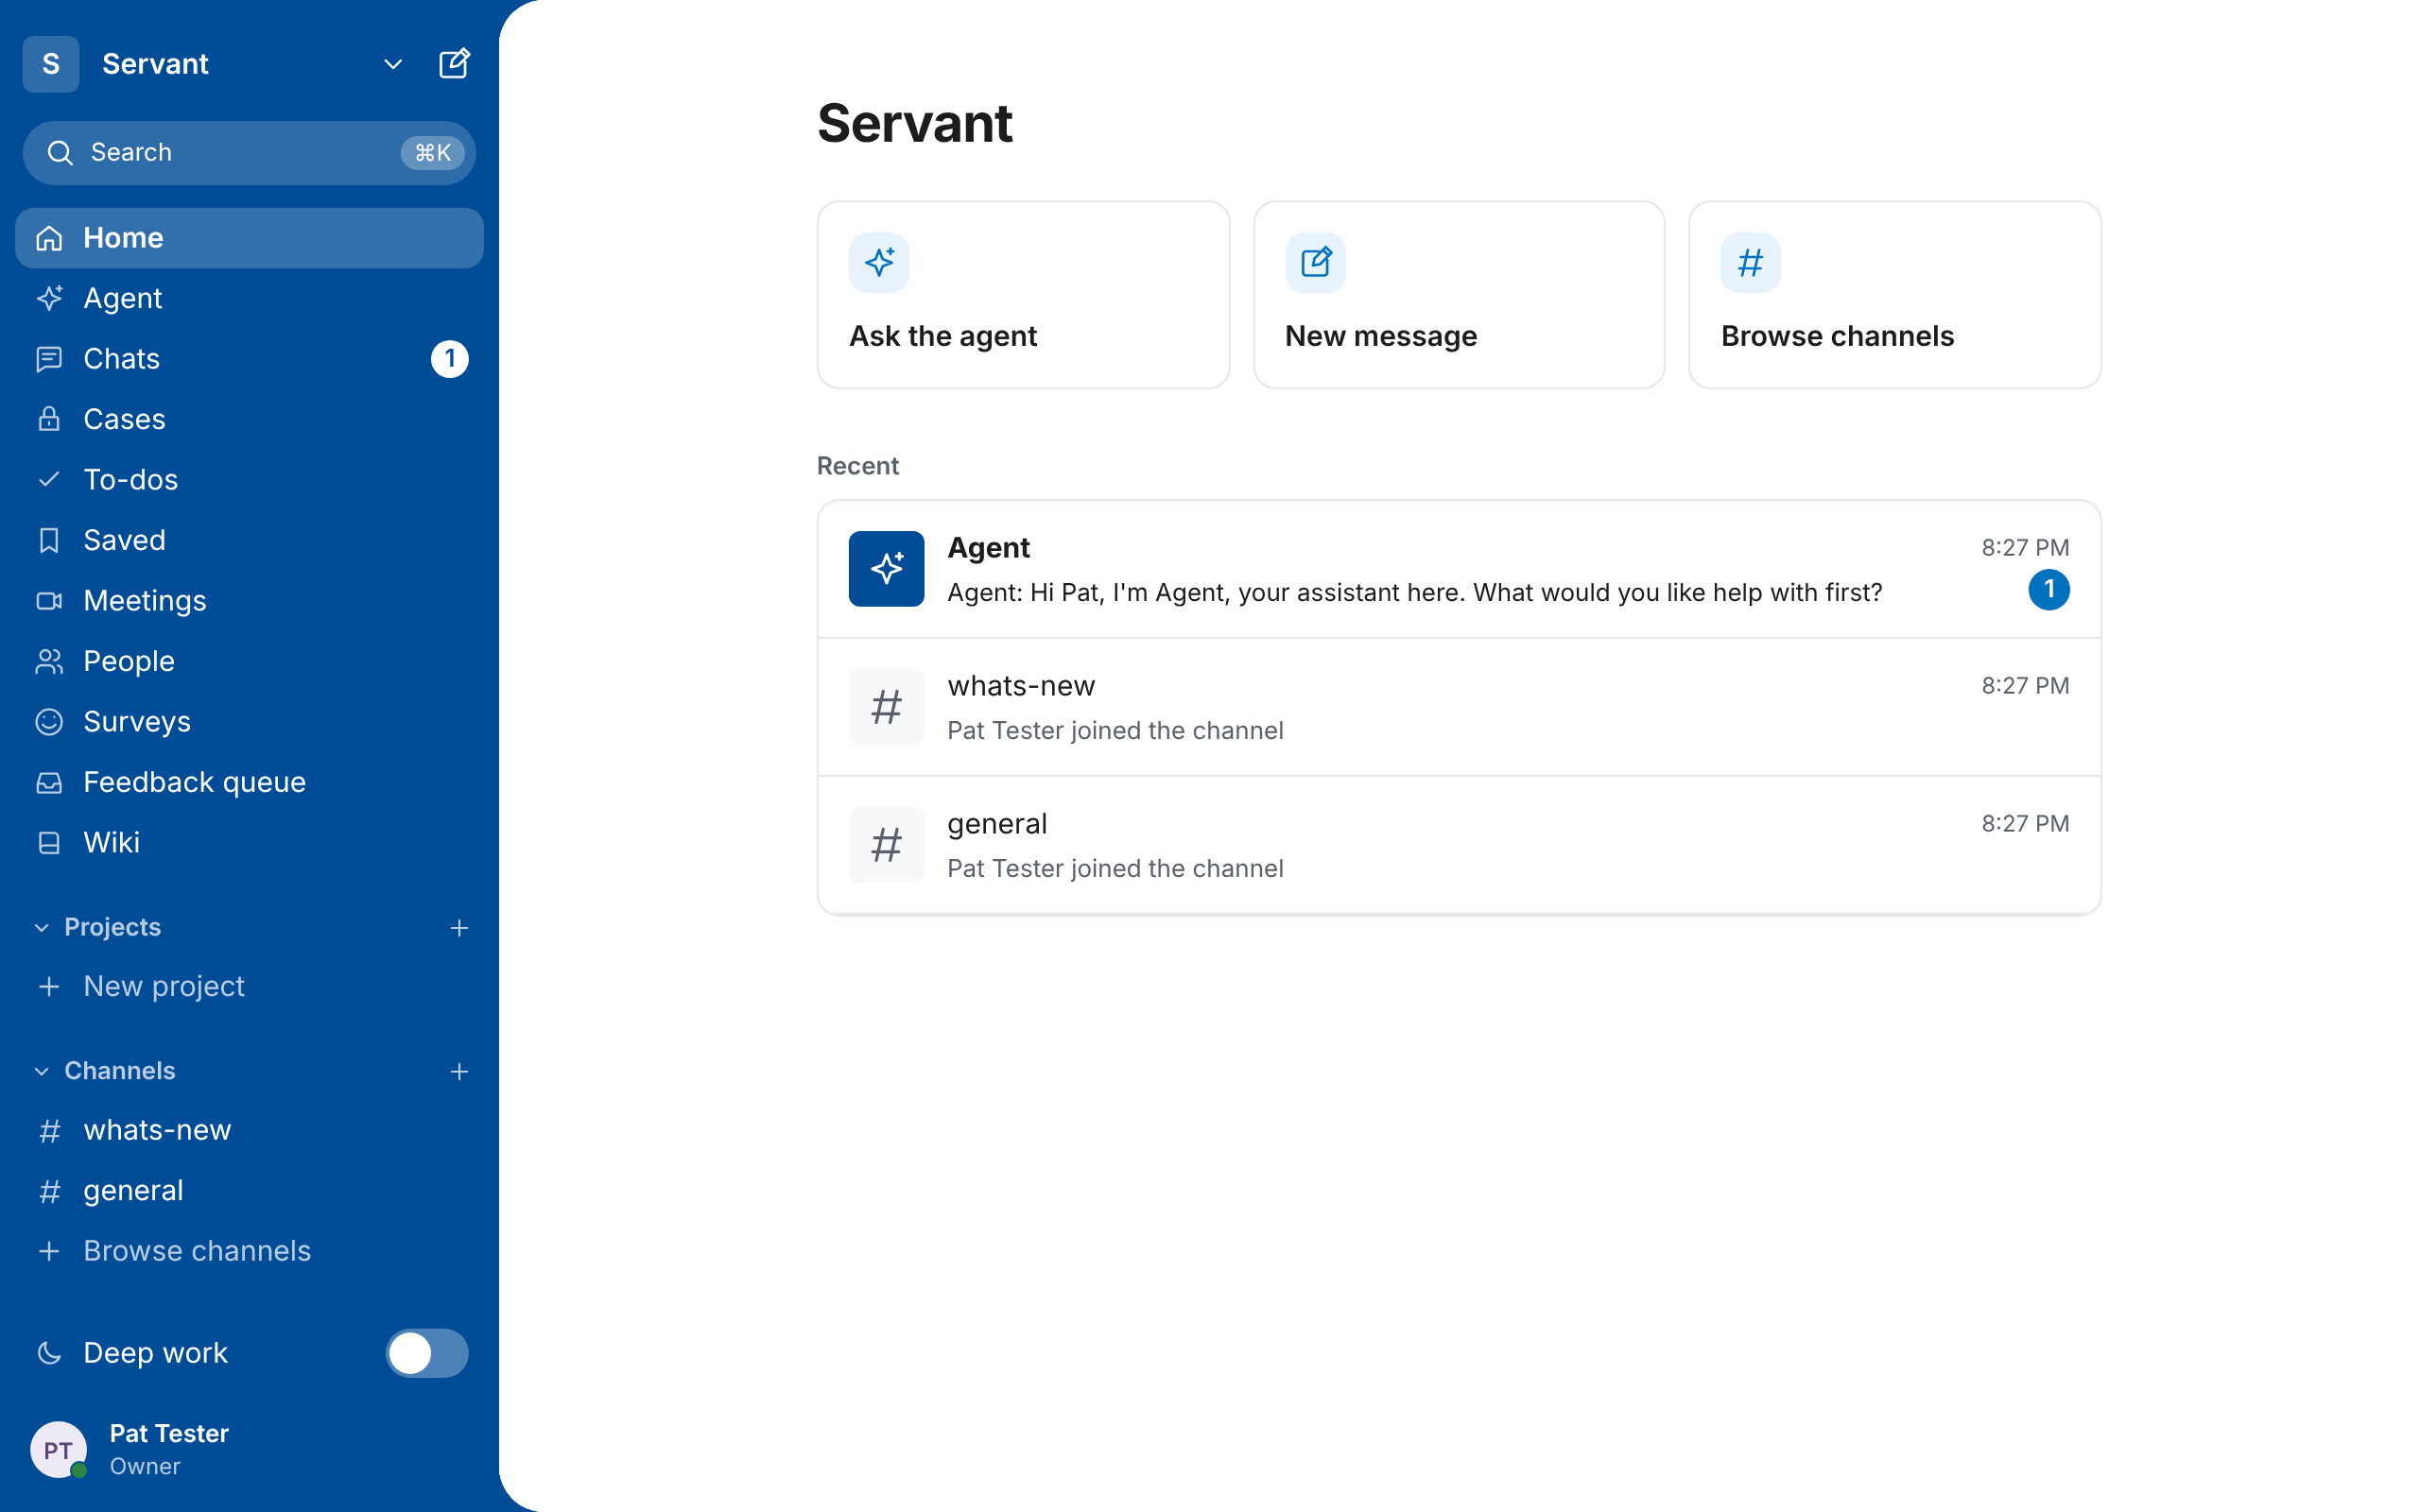 S
Servant
Search
⌘K
Home
Agent
Chats
1
Cases
To-dos
Saved
Meetings
People
Surveys
Feedback queue
Wiki
Projects
New project
Channels
# whats-new
# general
Browse channels
Deep work
PT
Pat Tester
Owner
Servant
Ask the agent
New message
# Browse channels
Recent
Agent
8:27 PM
Agent: Hi Pat, I'm Agent, your assistant here. What would you like help with first?
1
# whats-new
8:27 PM
Pat Tester joined the channel
# general
8:27 PM
Pat Tester joined the channel